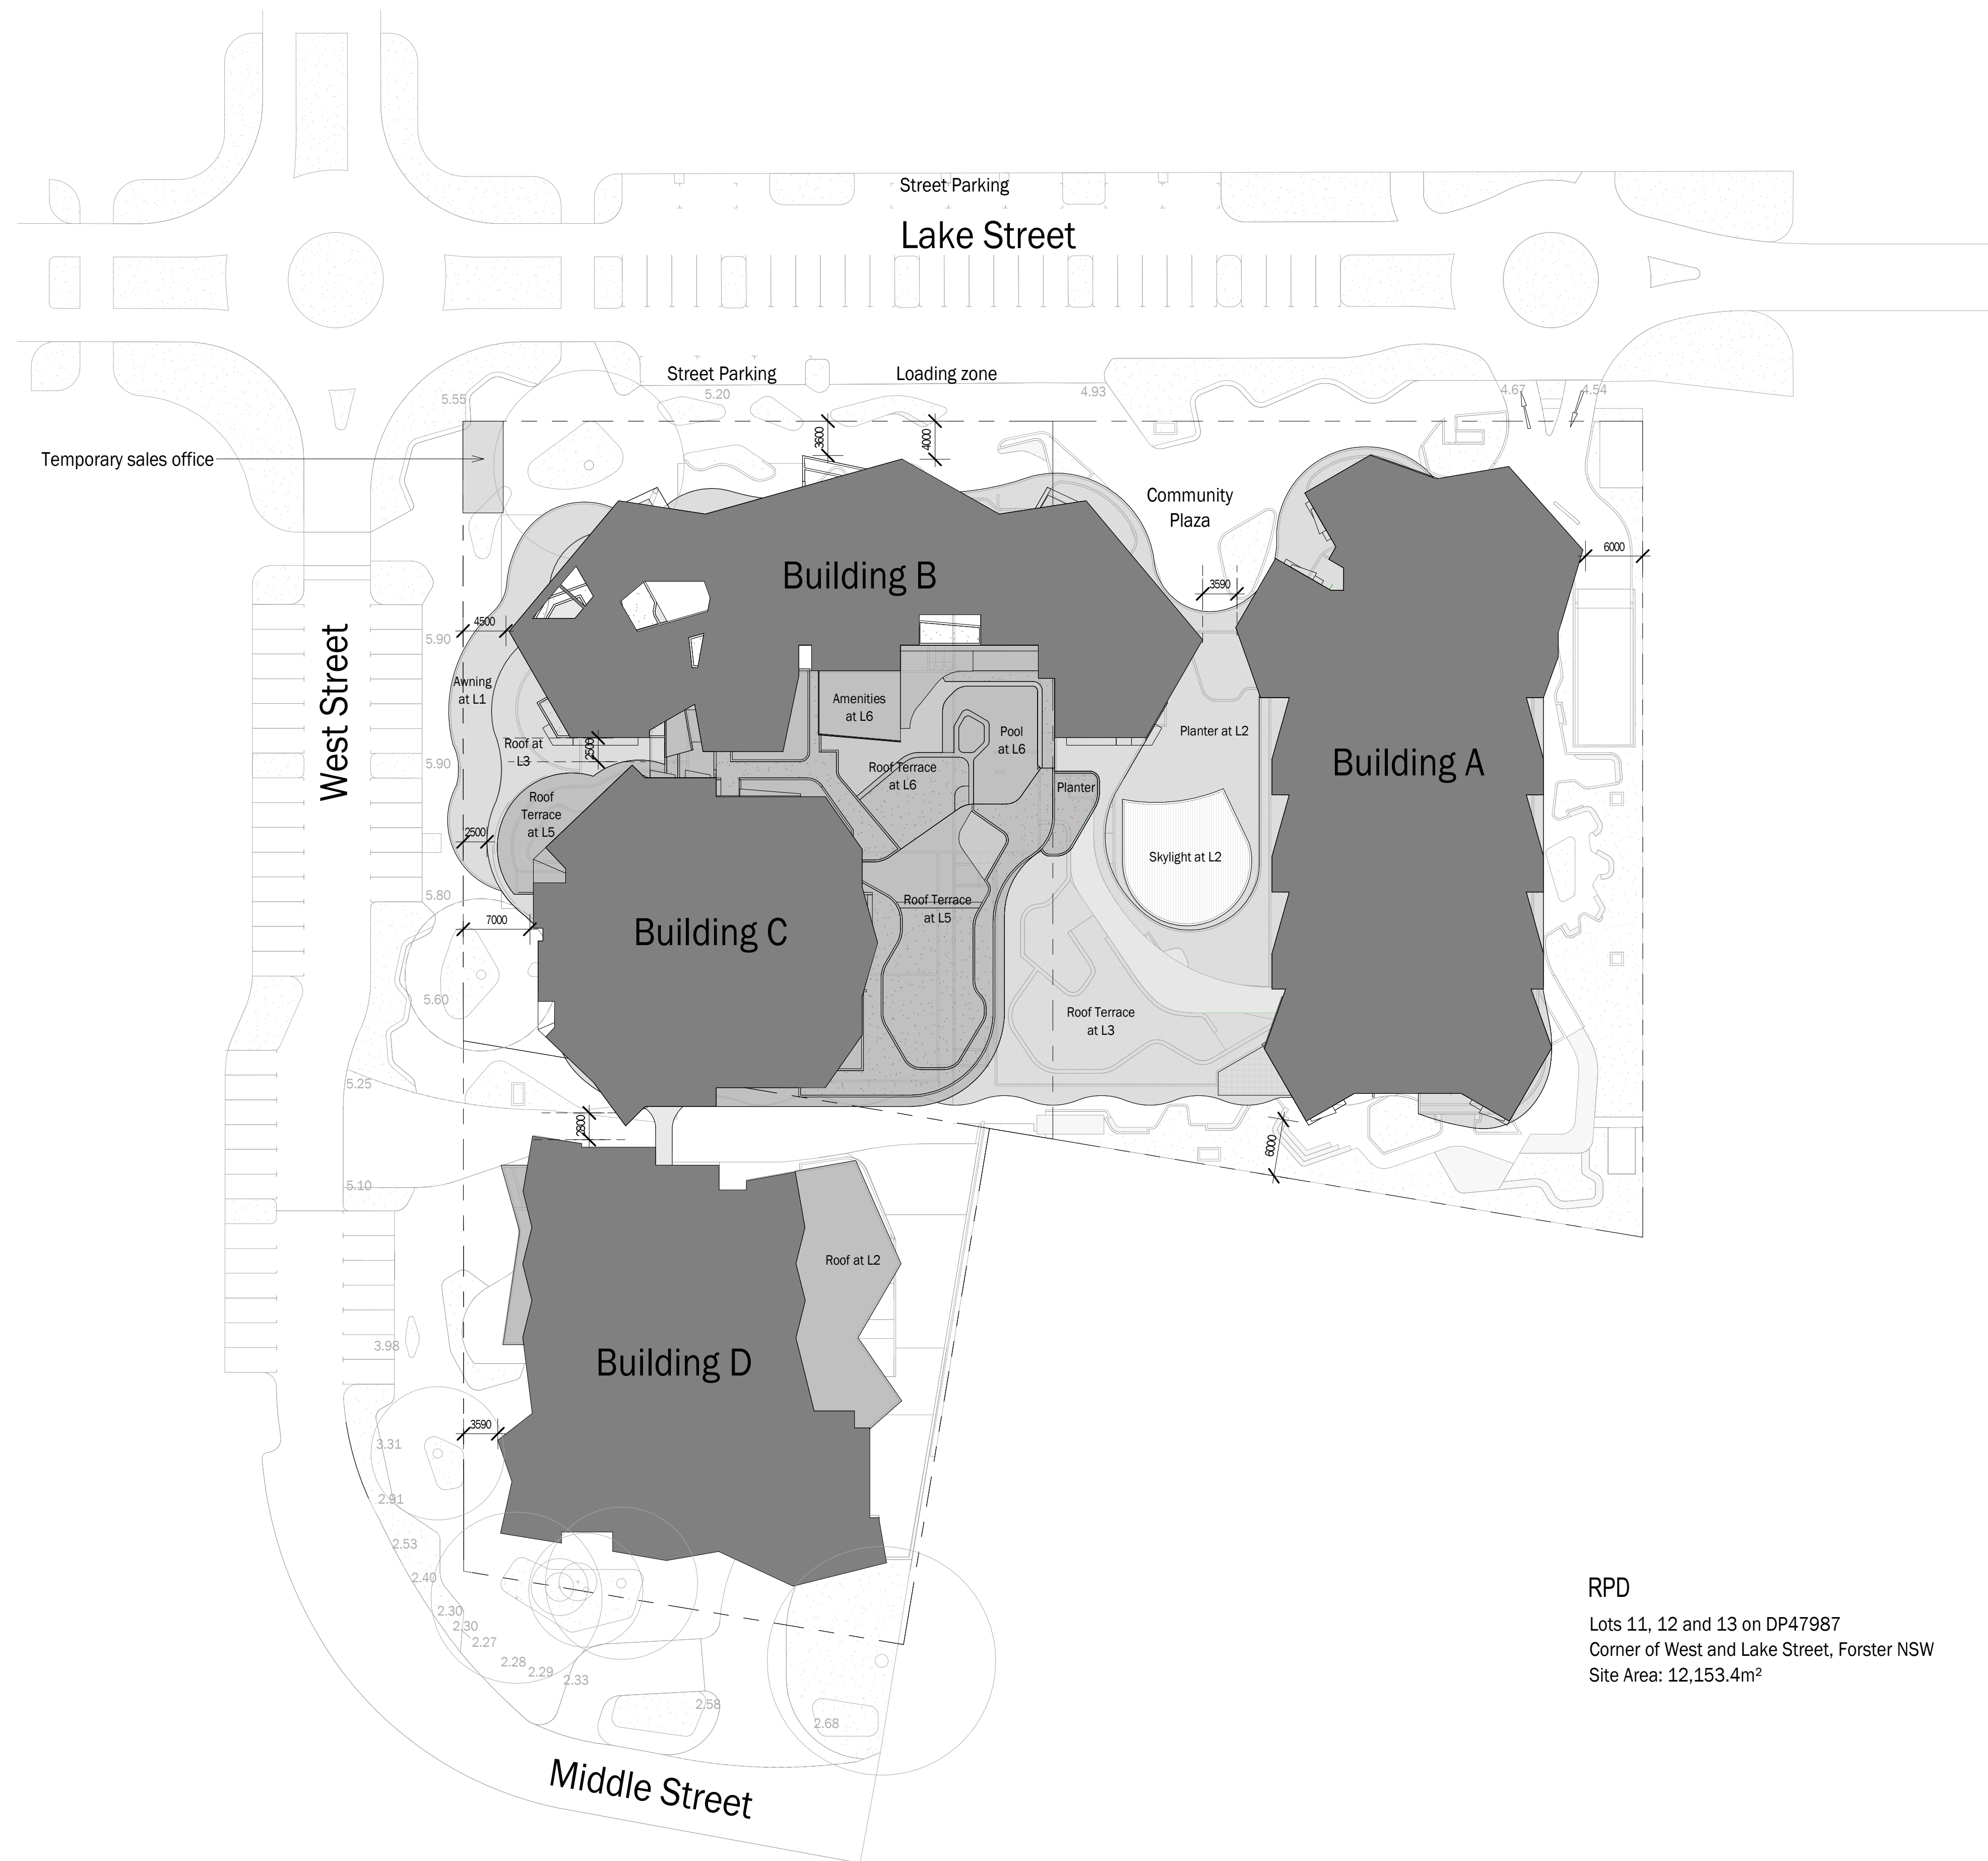 Street Parking
Lake Street
Street Parking
Loading zone
5.20
4.93
4.67
4.54
5.55
Temporary sales office
3600
4000
Community
Plaza
6000
Building B
3590
4500
5.90
West Street
Awning
at L1
Amenities
at L6
Pool
at L6
Planter at L2
Roof at
L3
2500
5.90
Roof Terrace
at L6
Planter
Building A
Roof
Terrace
at L5
2500
Skylight at L2
5.80
7000
Roof Terrace
at L5
Building C
5.60
Roof Terrace
at L3
5.25
2800
6000
5.10
Roof at L2
3.98
Building D
3590
3.31
2.91
2.53
2.40
2.30
2.30
2.27
2.28
2.29
2.33
2.58
2.68
Middle Street
RPD
Lots 11, 12 and 13 on DP47987
Corner of West and Lake Street, Forster NSW
Site Area: 12,153.4m²